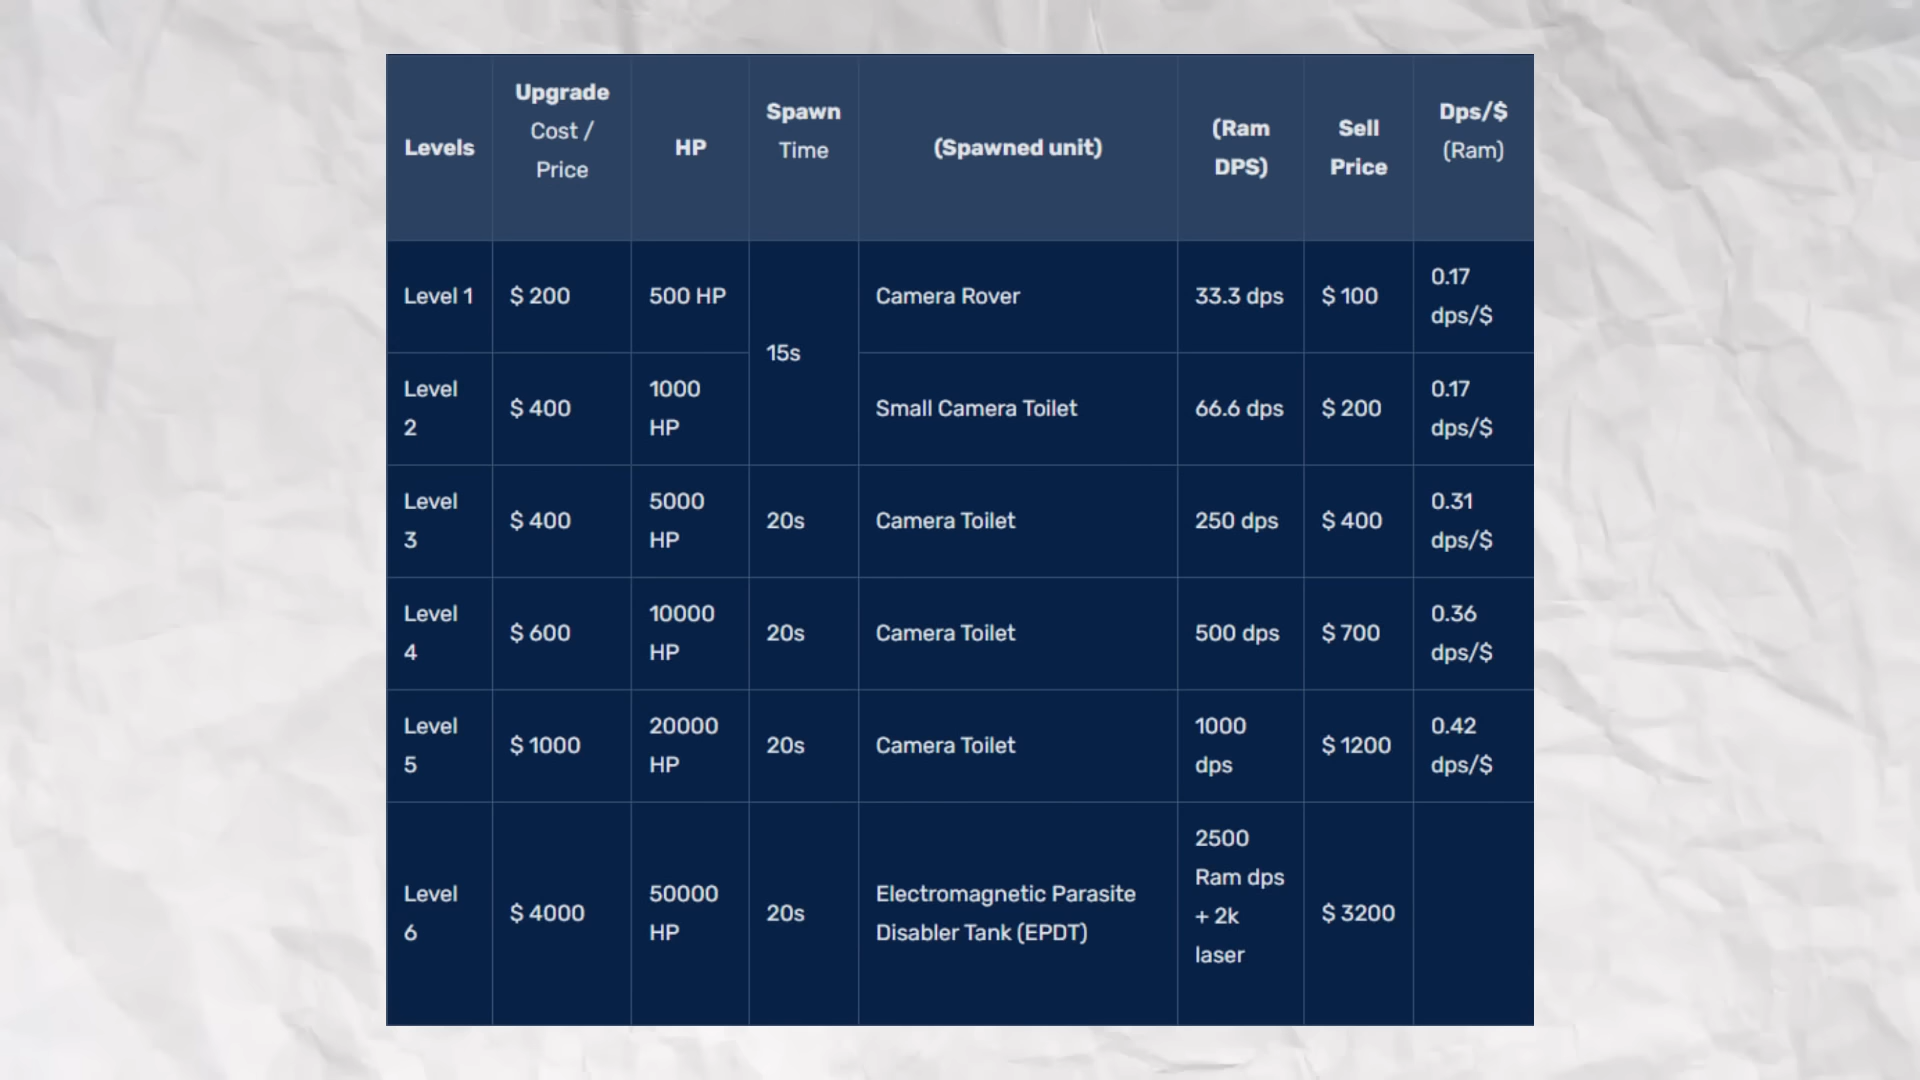 Levels
Upgrade
Cost /
Price
HP
Spawn
Time
(Spawned unit)
(Ram
DPS)
Sell
Price
Dps/$
(Ram)
Level 1
$ 200
500 HP
15s
Camera Rover
33.3 dps
$ 100
0.17
dps/$
Level
2
$ 400
1000
HP
Small Camera Toilet
66.6 dps
$ 200
0.17
dps/$
Level
3
$ 400
5000
HP
20s
Camera Toilet
250 dps
$ 400
0.31
dps/$
Level
4
$ 600
10000
HP
20s
Camera Toilet
500 dps
$ 700
0.36
dps/$
Level
5
$ 1000
20000
HP
20s
Camera Toilet
1000
dps
$ 1200
0.42
dps/$
Level
6
$ 4000
50000
HP
20s
Electromagnetic Parasite
Disabler Tank (EPDT)
2500
Ram dps
+ 2k
laser
$ 3200